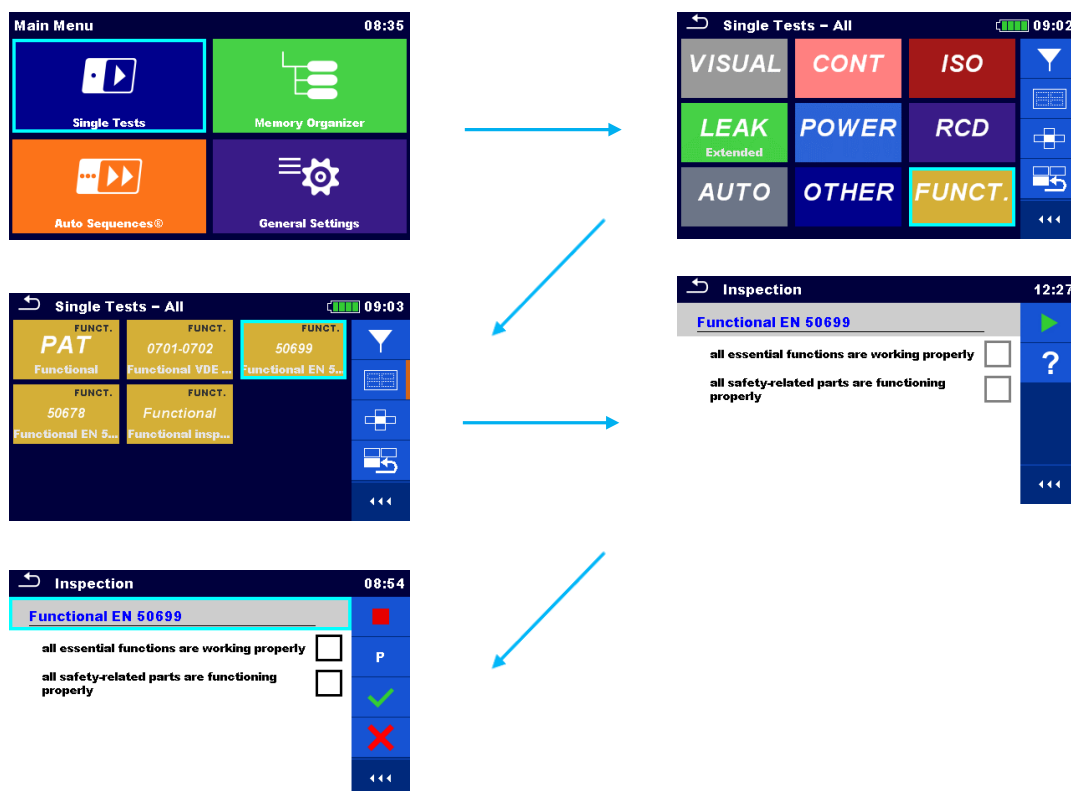 Main Menu 08:35
Single Tests
Memory Organizer
Auto Sequences®
General Settings
Single Tests – All 09:02
VISUAL CONT ISO
LEAK POWER RCD
Extended
AUTO OTHER FUNCT.
Single Tests – All 09:03
FUNCT. FUNCT. FUNCT.
PAT 0701-0702 50699
Functional Functional VDE ... Functional EN 5...
FUNCT. FUNCT.
50678 Functional
Functional EN 5... Functional insp...
Inspection 12:27
Functional EN 50699
all essential functions are working properly
all safety-related parts are functioning
properly
?
Inspection 08:54
Functional EN 50699
all essential functions are working properly
P
all safety-related parts are functioning
properly